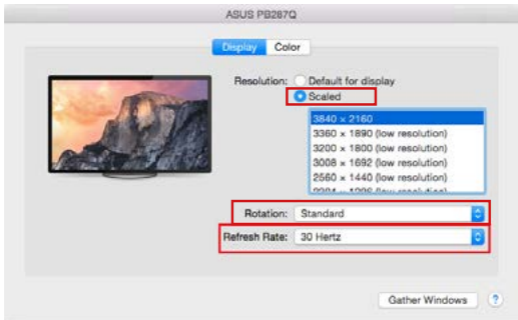 ASUS PB287Q
Display Color
Resolution: Default for display
Scaled
3840 × 2160
3360 × 1890 (low resolution)
3200 × 1800 (low resolution)
3008 × 1692 (low resolution)
2560 × 1440 (low resolution)
Rotation: Standard
Refresh Rate: 30 Hertz
Gather Windows ?